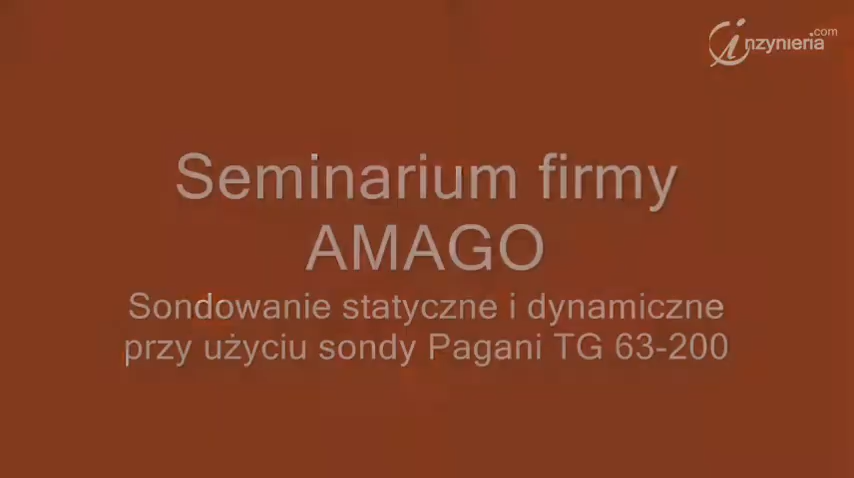 inzynieria.com
Seminarium firmy
AMAGO
Sondowanie statyczne i dynamiczne
przy użyciu sondy Pagani TG 63-200